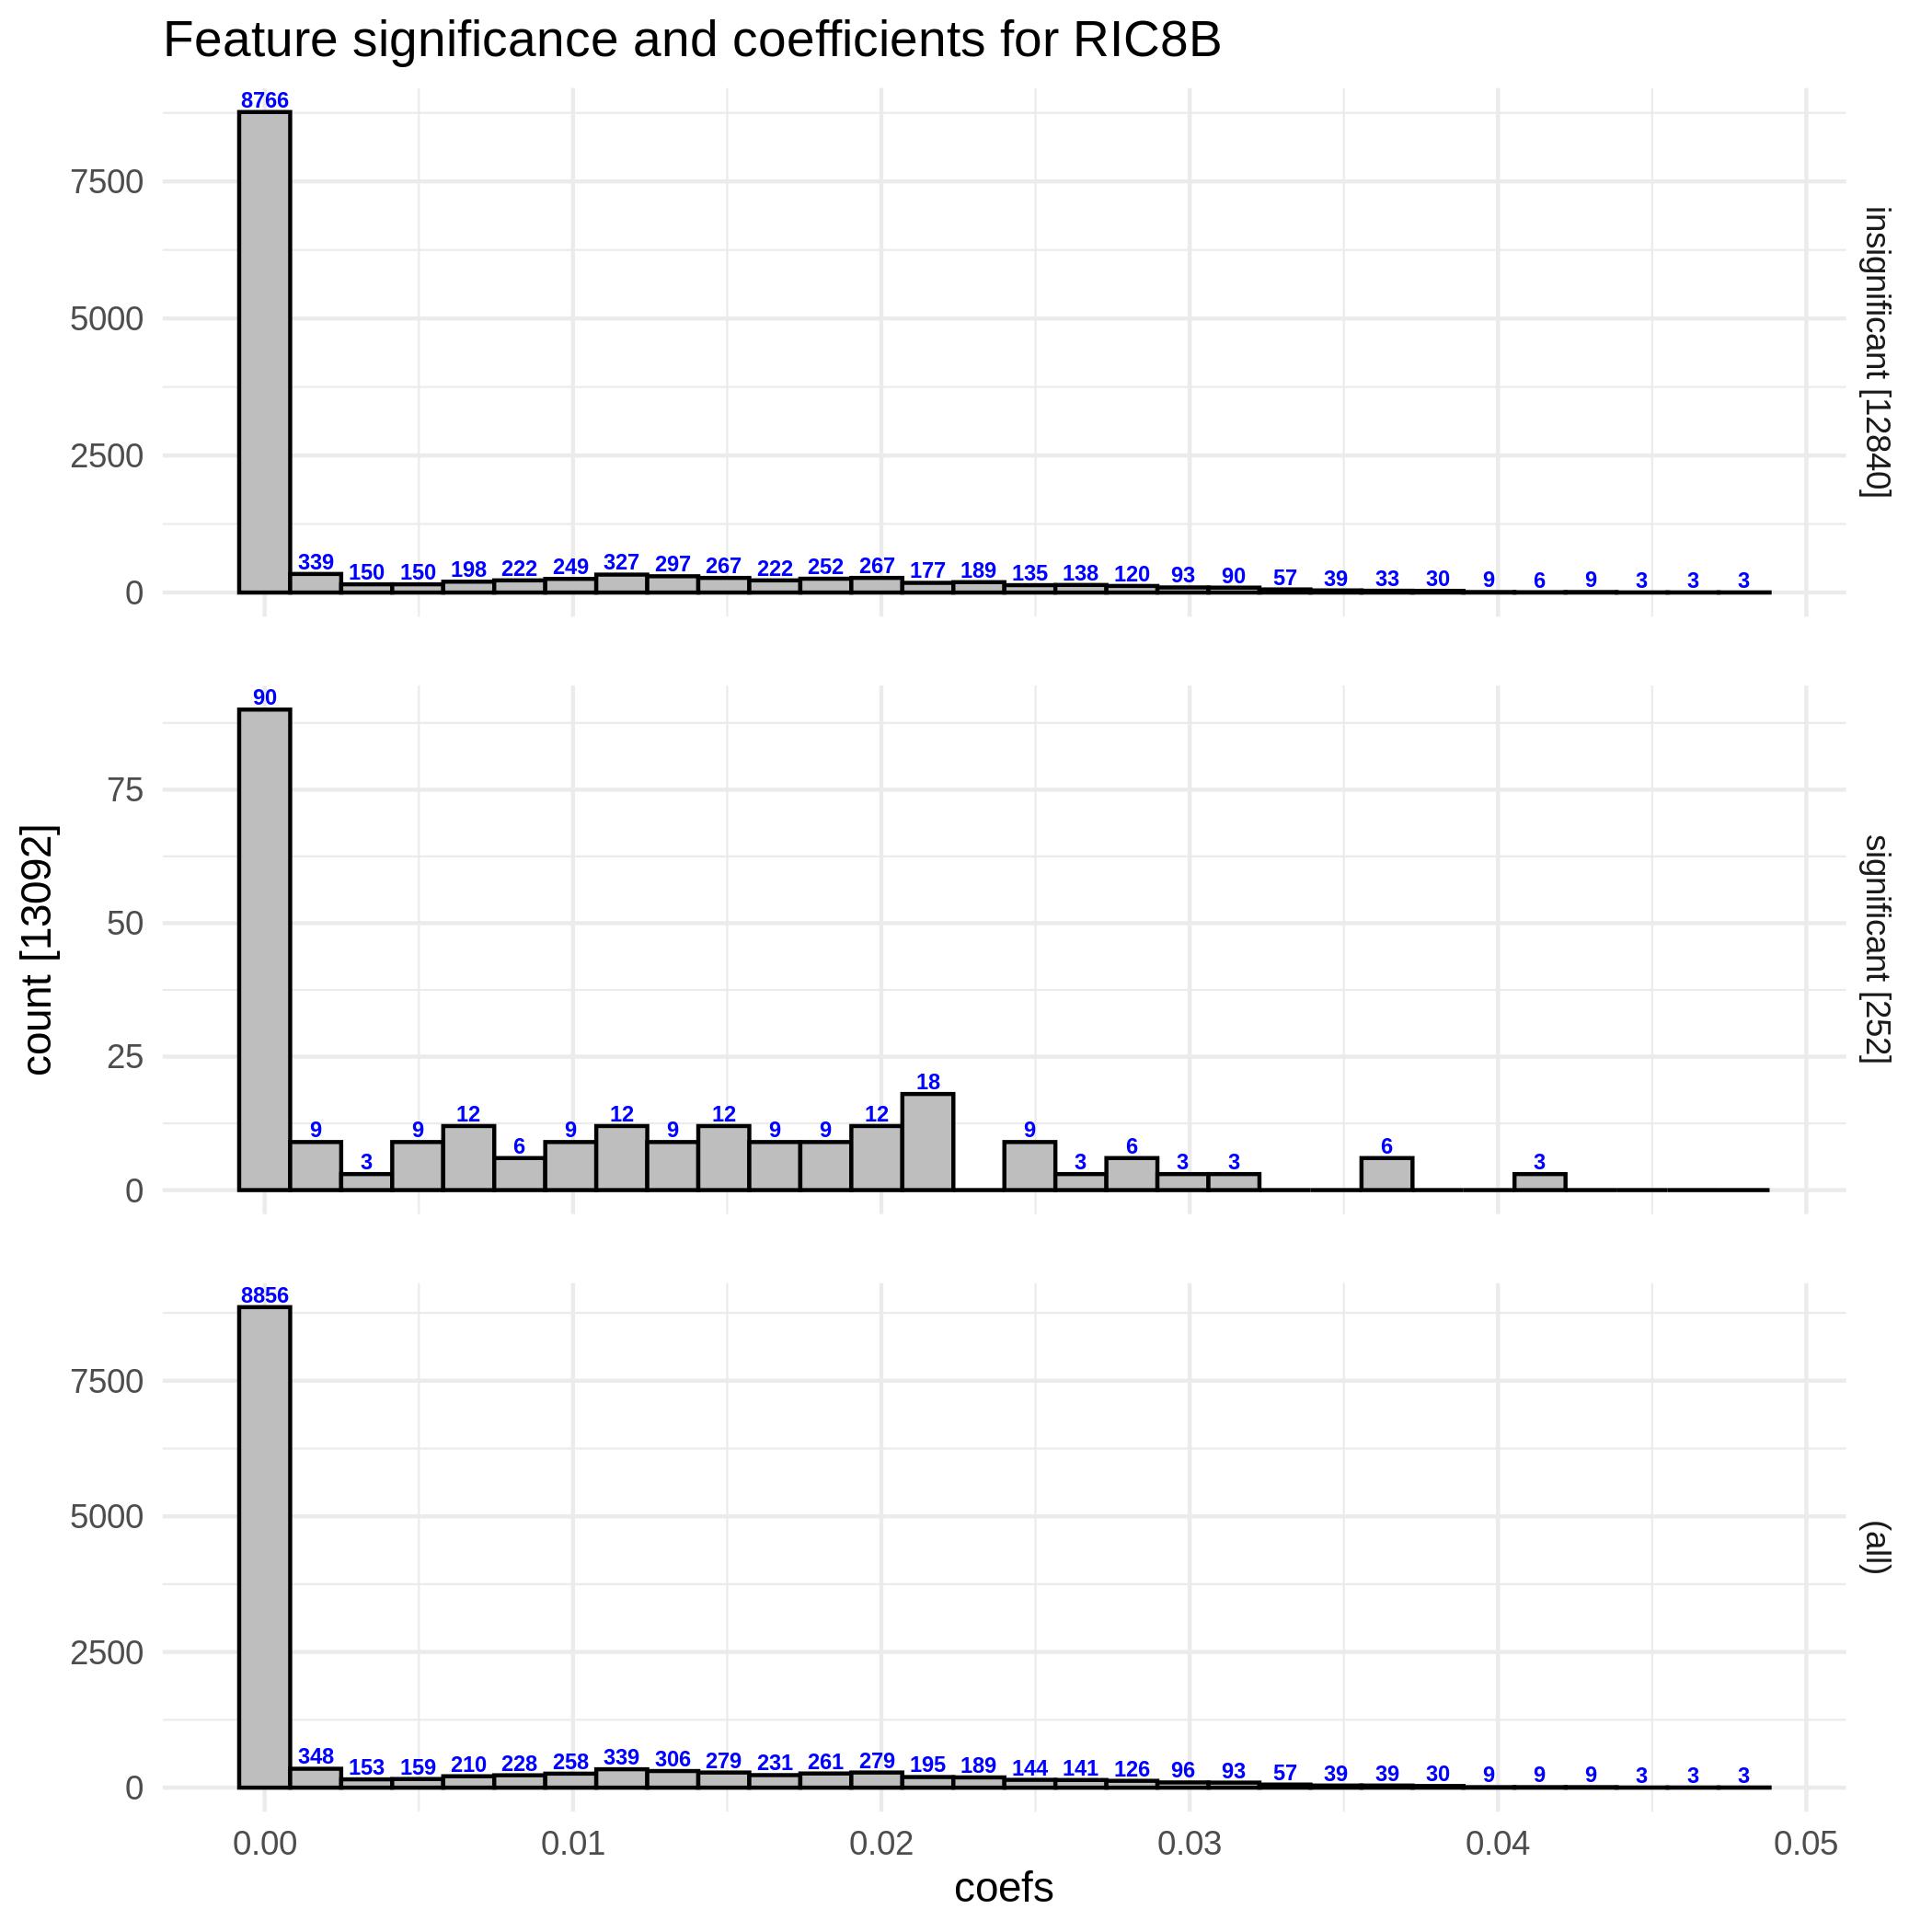 Feature significance and coefficients for RIC8B
8766
7500
5000
2500
339 150 150 198 222 249 327 297 267 222 252 267 177 189 135 138 120 93 90 57 39 33 30 9 6 9 3 3 3
0
insignificant [12840]
90
75
50
25
9 3 9 12 6 9 12 9 12 9 9 12 18 9 3 6 3 3 6 3
0
significant [252]
count [13092]
8856
7500
5000
2500
348 153 159 210 228 258 339 306 279 231 261 279 195 189 144 141 126 96 93 57 39 39 30 9 9 9 3 3 3
0
(all)
0.00 0.01 0.02 0.03 0.04 0.05
coefs